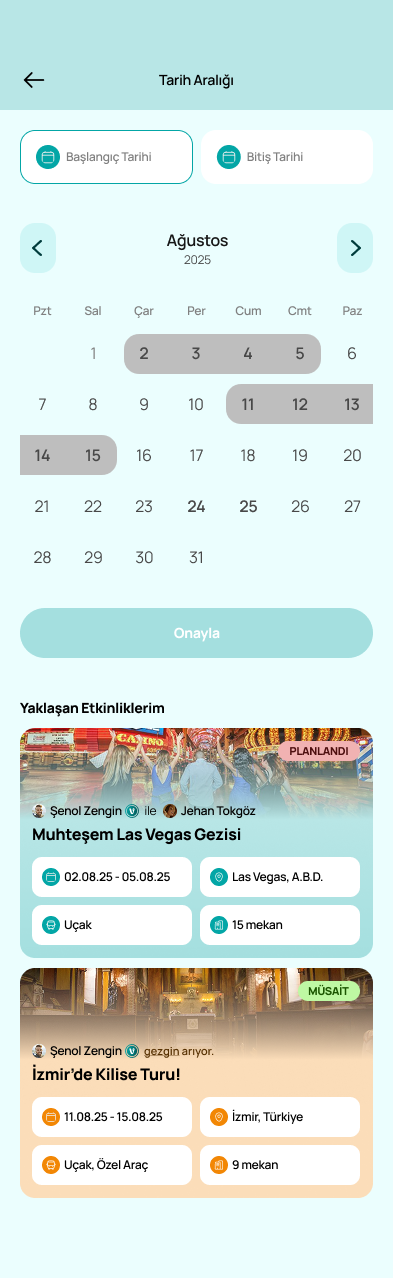 Tarih Aralığı
Başlangıç Tarihi Bitiş Tarihi
Ağustos
2025
Pzt Sal Çar Per Cum Cmt Paz
1 2 3 4 5 6
7 8 9 10 11 12 13
14 15 16 17 18 19 20
21 22 23 24 25 26 27
28 29 30 31
Onayla
Yaklaşan Etkinliklerim
CASINO
PLANLANDI
Şenol Zengin ile Jehan Tokgöz
Muhteşem Las Vegas Gezisi
02.08.25 - 05.08.25 Las Vegas, A.B.D.
Uçak 15 mekan
MÜSAİT
Şenol Zengin gezgin arıyor.
İzmir’de Kilise Turu!
11.08.25 - 15.08.25 İzmir, Türkiye
Uçak, Özel Araç 9 mekan